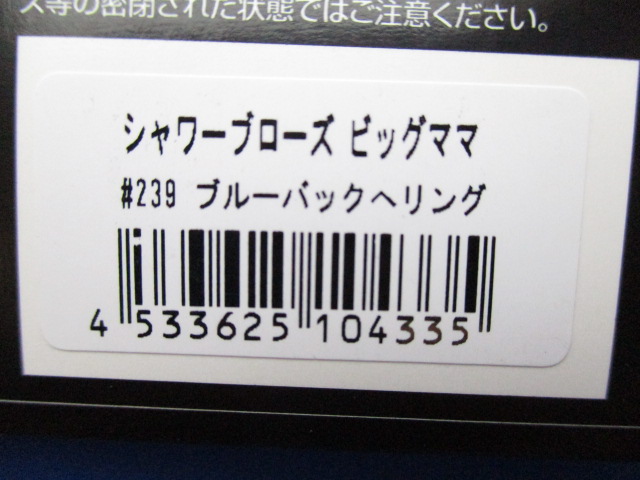 ス等の密閉された状態ではご注意ください。
シャワーブローズ ビッグママ
#239 ブルーバックヘリング
4 533625 104335